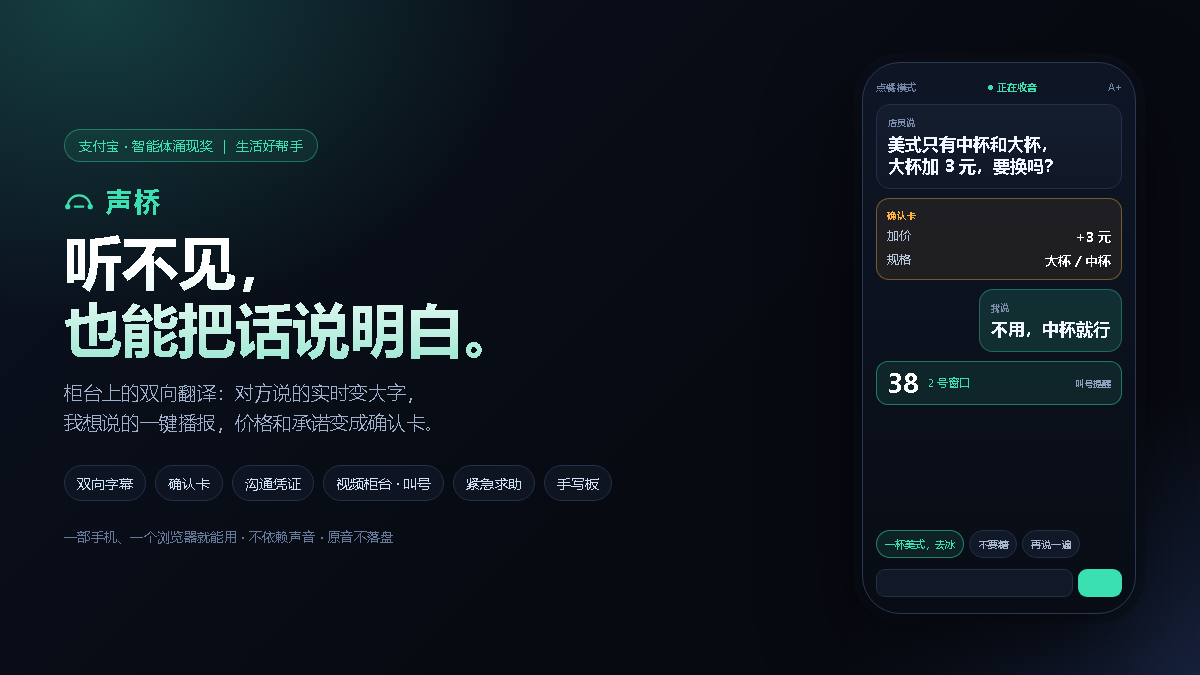 支付宝 · 智能体涌现奖 ｜ 生活好帮手
声桥
听不见，
也能把话说明白。
柜台上的双向翻译：对方说的实时变大字，
我想说的一键播报，价格和承诺变成确认卡。
双向字幕 确认卡 沟通凭证 视频柜台 · 叫号 紧急求助 手写板
一部手机、一个浏览器就能用 · 不依赖声音 · 原音不落盘
点餐模式 正在收音 A+
店员说
美式只有中杯和大杯，
大杯加 3 元，要换吗？
确认卡
加价 +3 元
规格 大杯 / 中杯
我说
不用，中杯就行
38 2 号窗口 叫号提醒
一杯美式，去冰 不要糖 再说一遍